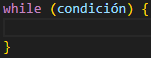 while (condición) {
}